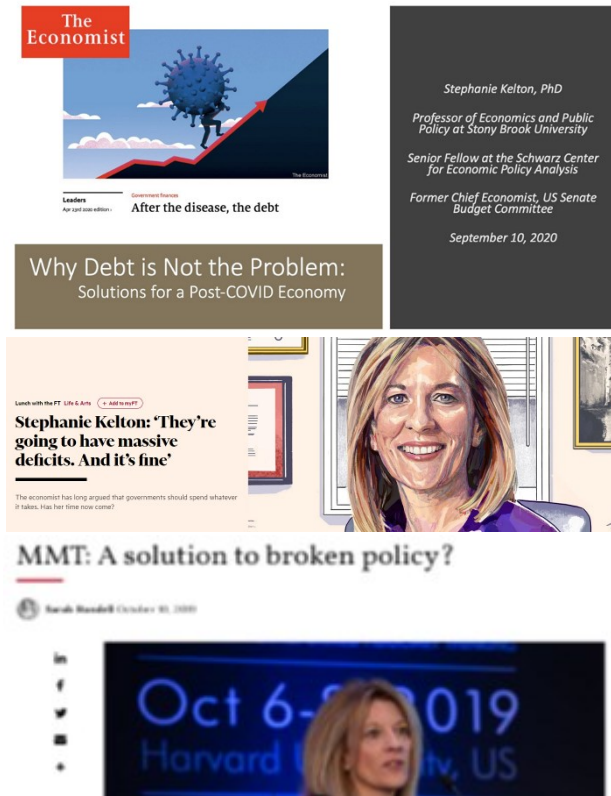 The
Economist
The Economist
Leaders
Apr 23rd 2020 edition ›
Government finances
After the disease, the debt
Why Debt is Not the Problem:
Solutions for a Post-COVID Economy
Stephanie Kelton, PhD
Professor of Economics and Public
Policy at Stony Brook University
Senior Fellow at the Schwarz Center
for Economic Policy Analysis
Former Chief Economist, US Senate
Budget Committee
September 10, 2020
Lunch with the FT Life & Arts + Add to myFT
Stephanie Kelton: ‘They’re
going to have massive
deficits. And it’s fine’
The economist has long argued that governments should spend whatever
it takes. Has her time now come?
MMT: A solution to broken policy?
in
f
Oct 6- 019
Harvard US